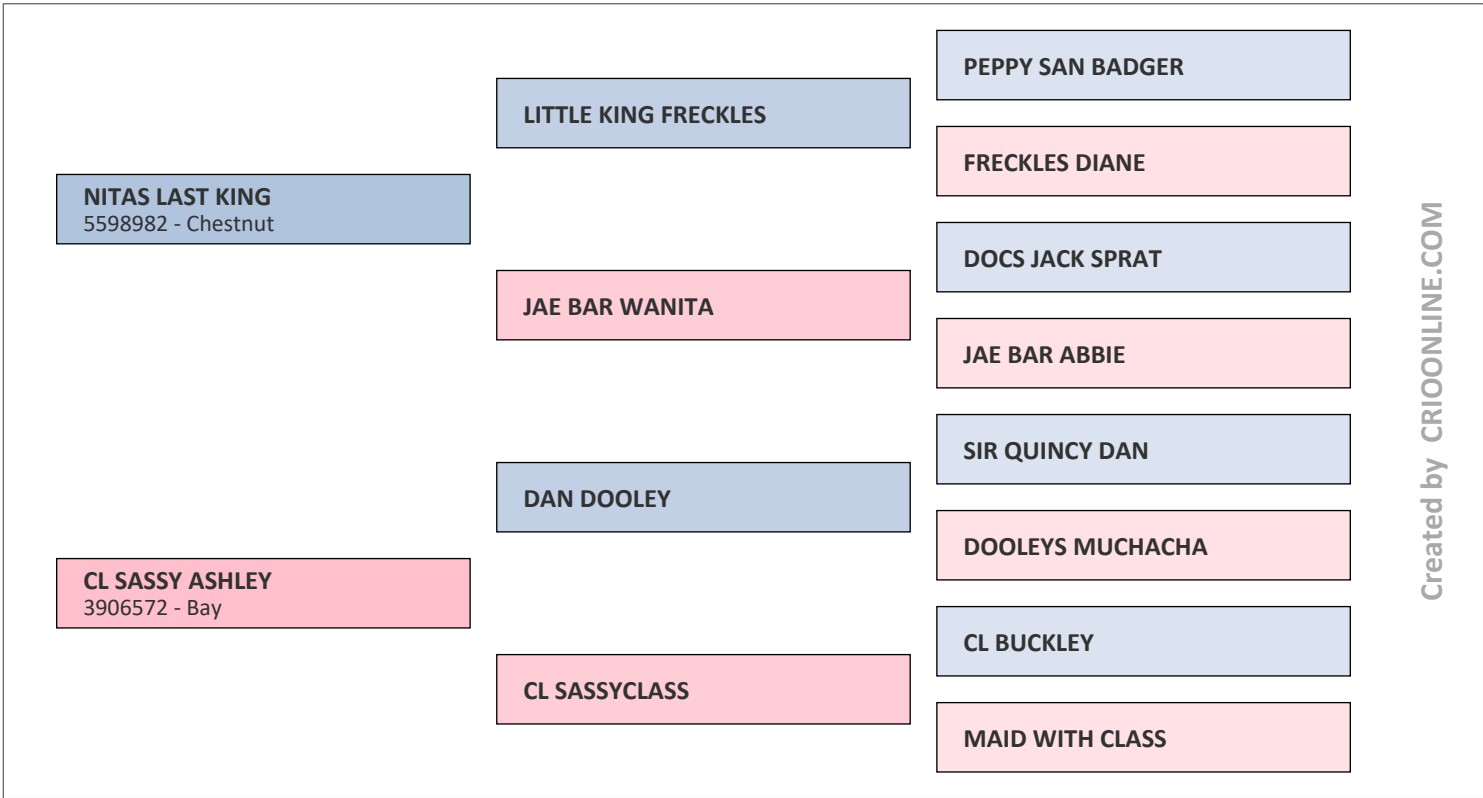 PEPPY SAN BADGER
LITTLE KING FRECKLES
FRECKLES DIANE
NITAS LAST KING
5598982 - Chestnut
DOCS JACK SPRAT
JAE BAR WANITA
JAE BAR ABBIE
SIR QUINCY DAN
DAN DOOLEY
DOOLEYS MUCHACHA
CL SASSY ASHLEY
3906572 - Bay
CL BUCKLEY
CL SASSYCLASS
MAID WITH CLASS
Created by CRIOONLINE.COM